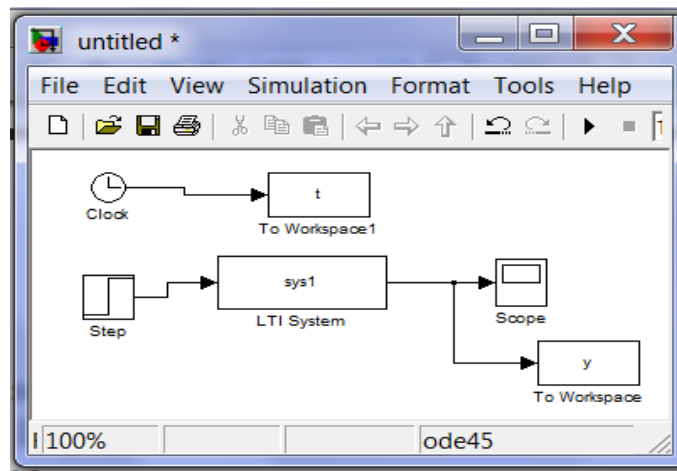 untitled *
File Edit View Simulation Format Tools Help
t
Clock
To Workspace1
sys1
Step
LTI System
Scope
y
To Workspace
100%
ode45